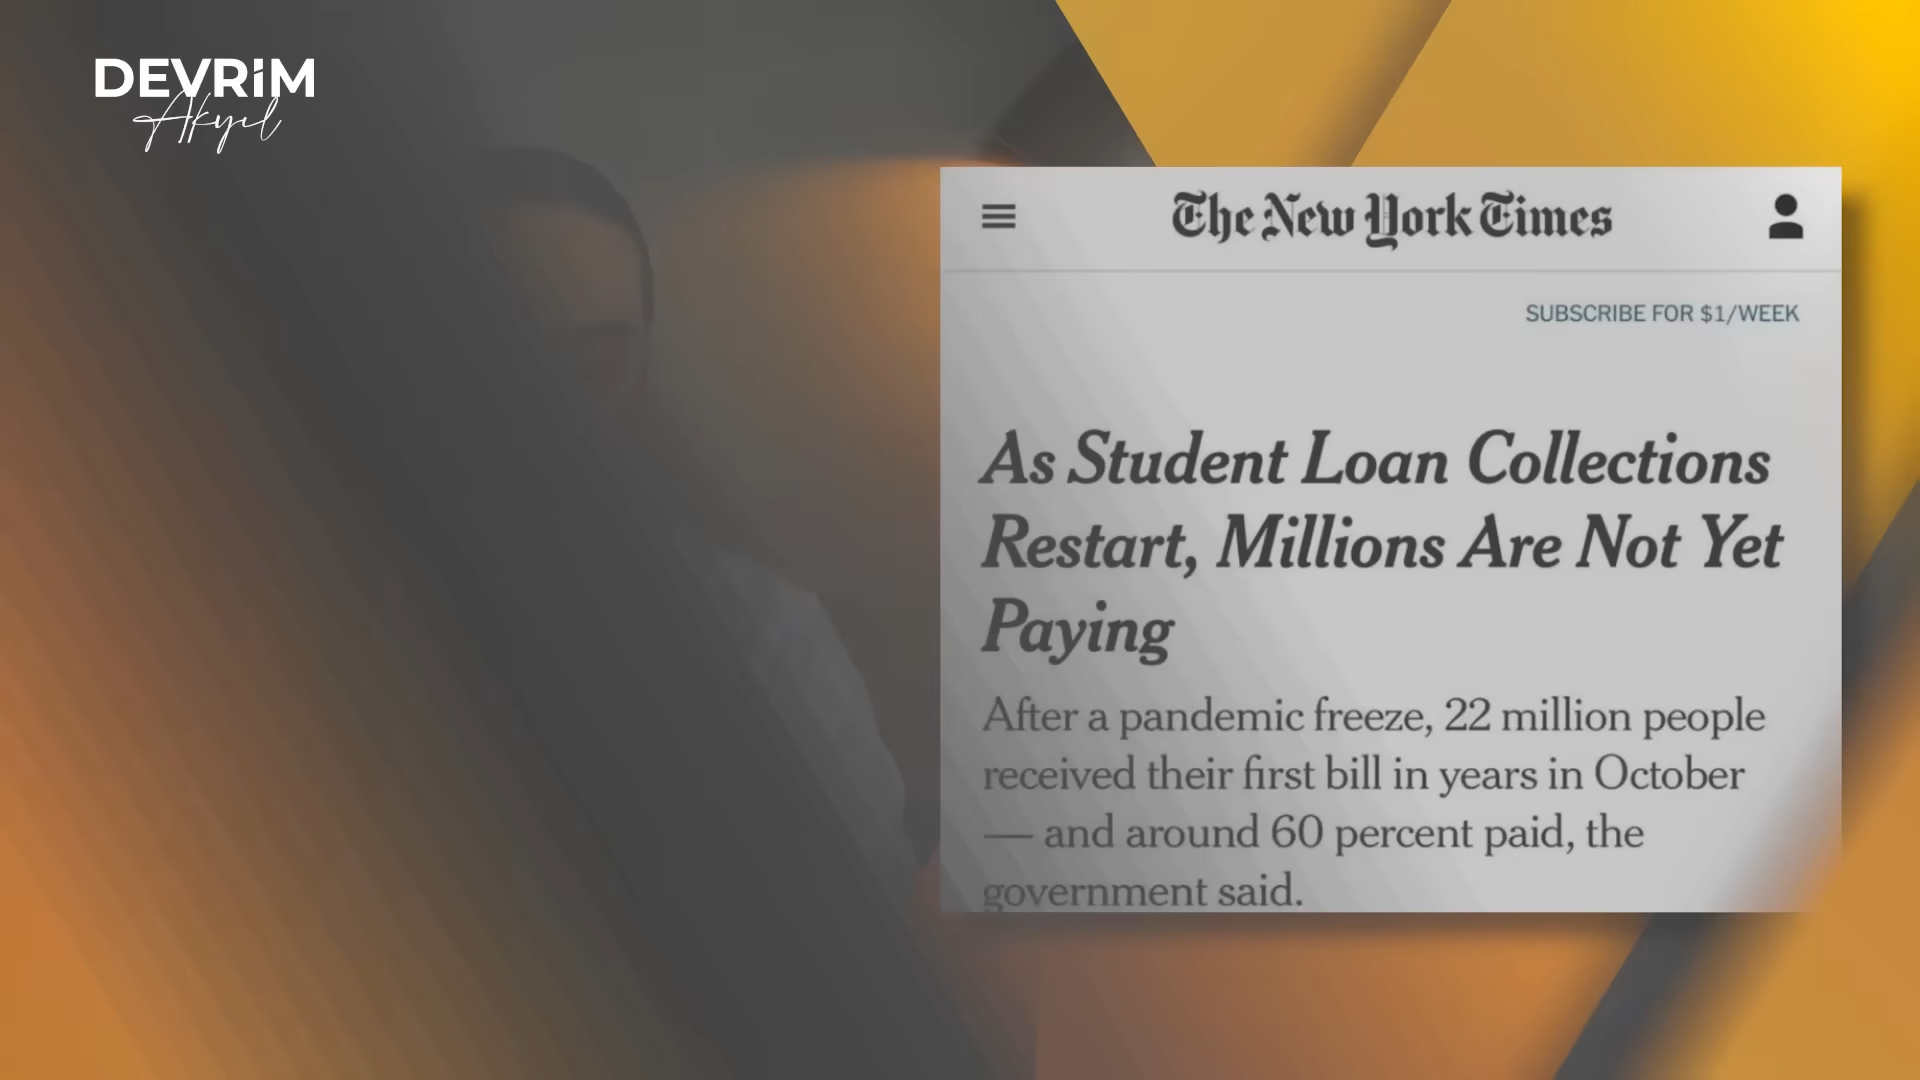 DEVRİM
Akyıl
The New York Times
SUBSCRIBE FOR $1/WEEK
As Student Loan Collections
Restart, Millions Are Not Yet
Paying
After a pandemic freeze, 22 million people
received their first bill in years in October
— and around 60 percent paid, the
government said.